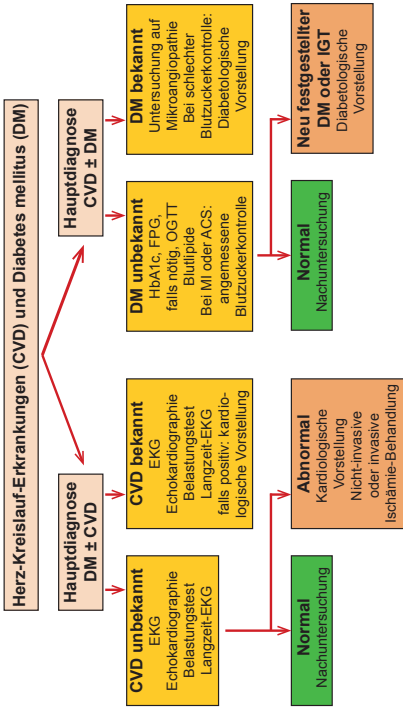 Herz-Kreislauf-Erkrankungen (CVD) und Diabetes mellitus (DM)
Hauptdiagnose
DM ± CVD
Hauptdiagnose
CVD ± DM
CVD unbekannt
EKG
Echokardiographie
Belastungstest
Langzeit-EKG
CVD bekannt
EKG
Echokardiographie
Belastungstest
Langzeit-EKG
falls positiv: kardio-
logische Vorstellung
DM unbekannt
HbA1c, FPG,
falls nötig, OGTT
Blutlipide
Bei MI oder ACS:
angemessene
Blutzuckerkontrolle
DM bekannt
Untersuchung auf
Mikroangiopathie
Bei schlechter
Blutzuckerkontrolle:
Diabetologische
Vorstellung
Normal
Nachuntersuchung
Abnormal
Kardiologische
Vorstellung
Nicht-invasive
oder invasive
Ischämie-Behandlung
Normal
Nachuntersuchung
Neu festgestellter
DM oder IGT
Diabetologische
Vorstellung